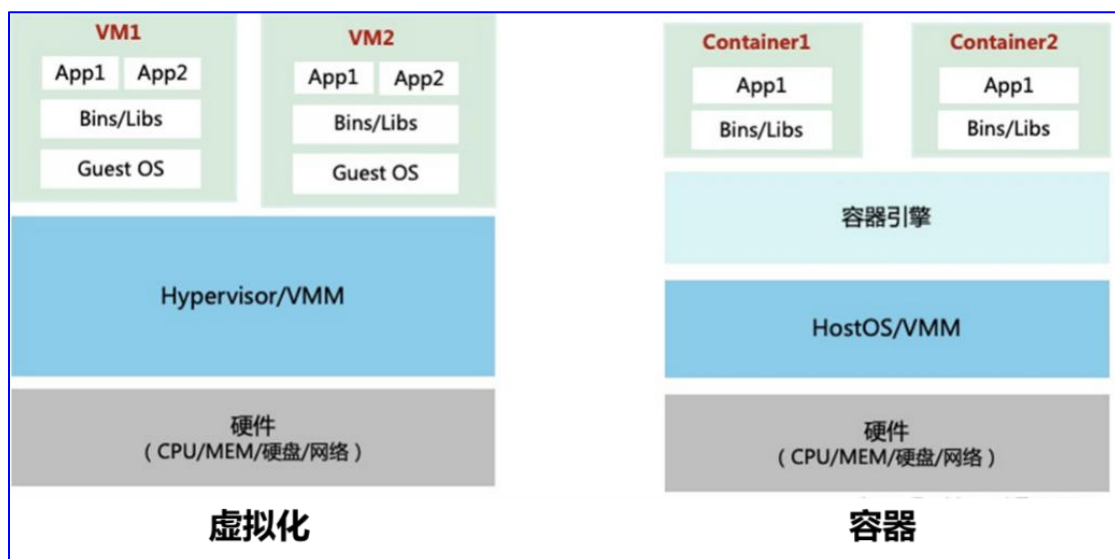 VM1
App1 App2
Bins/Libs
Guest OS
VM2
App1 App2
Bins/Libs
Guest OS
Hypervisor/VMM
硬件
（CPU/MEM/硬盘/网络）
虚拟化
Container1
App1
Bins/Libs
Container2
App1
Bins/Libs
容器引擎
HostOS/VMM
硬件
（CPU/MEM/硬盘/网络）
容器